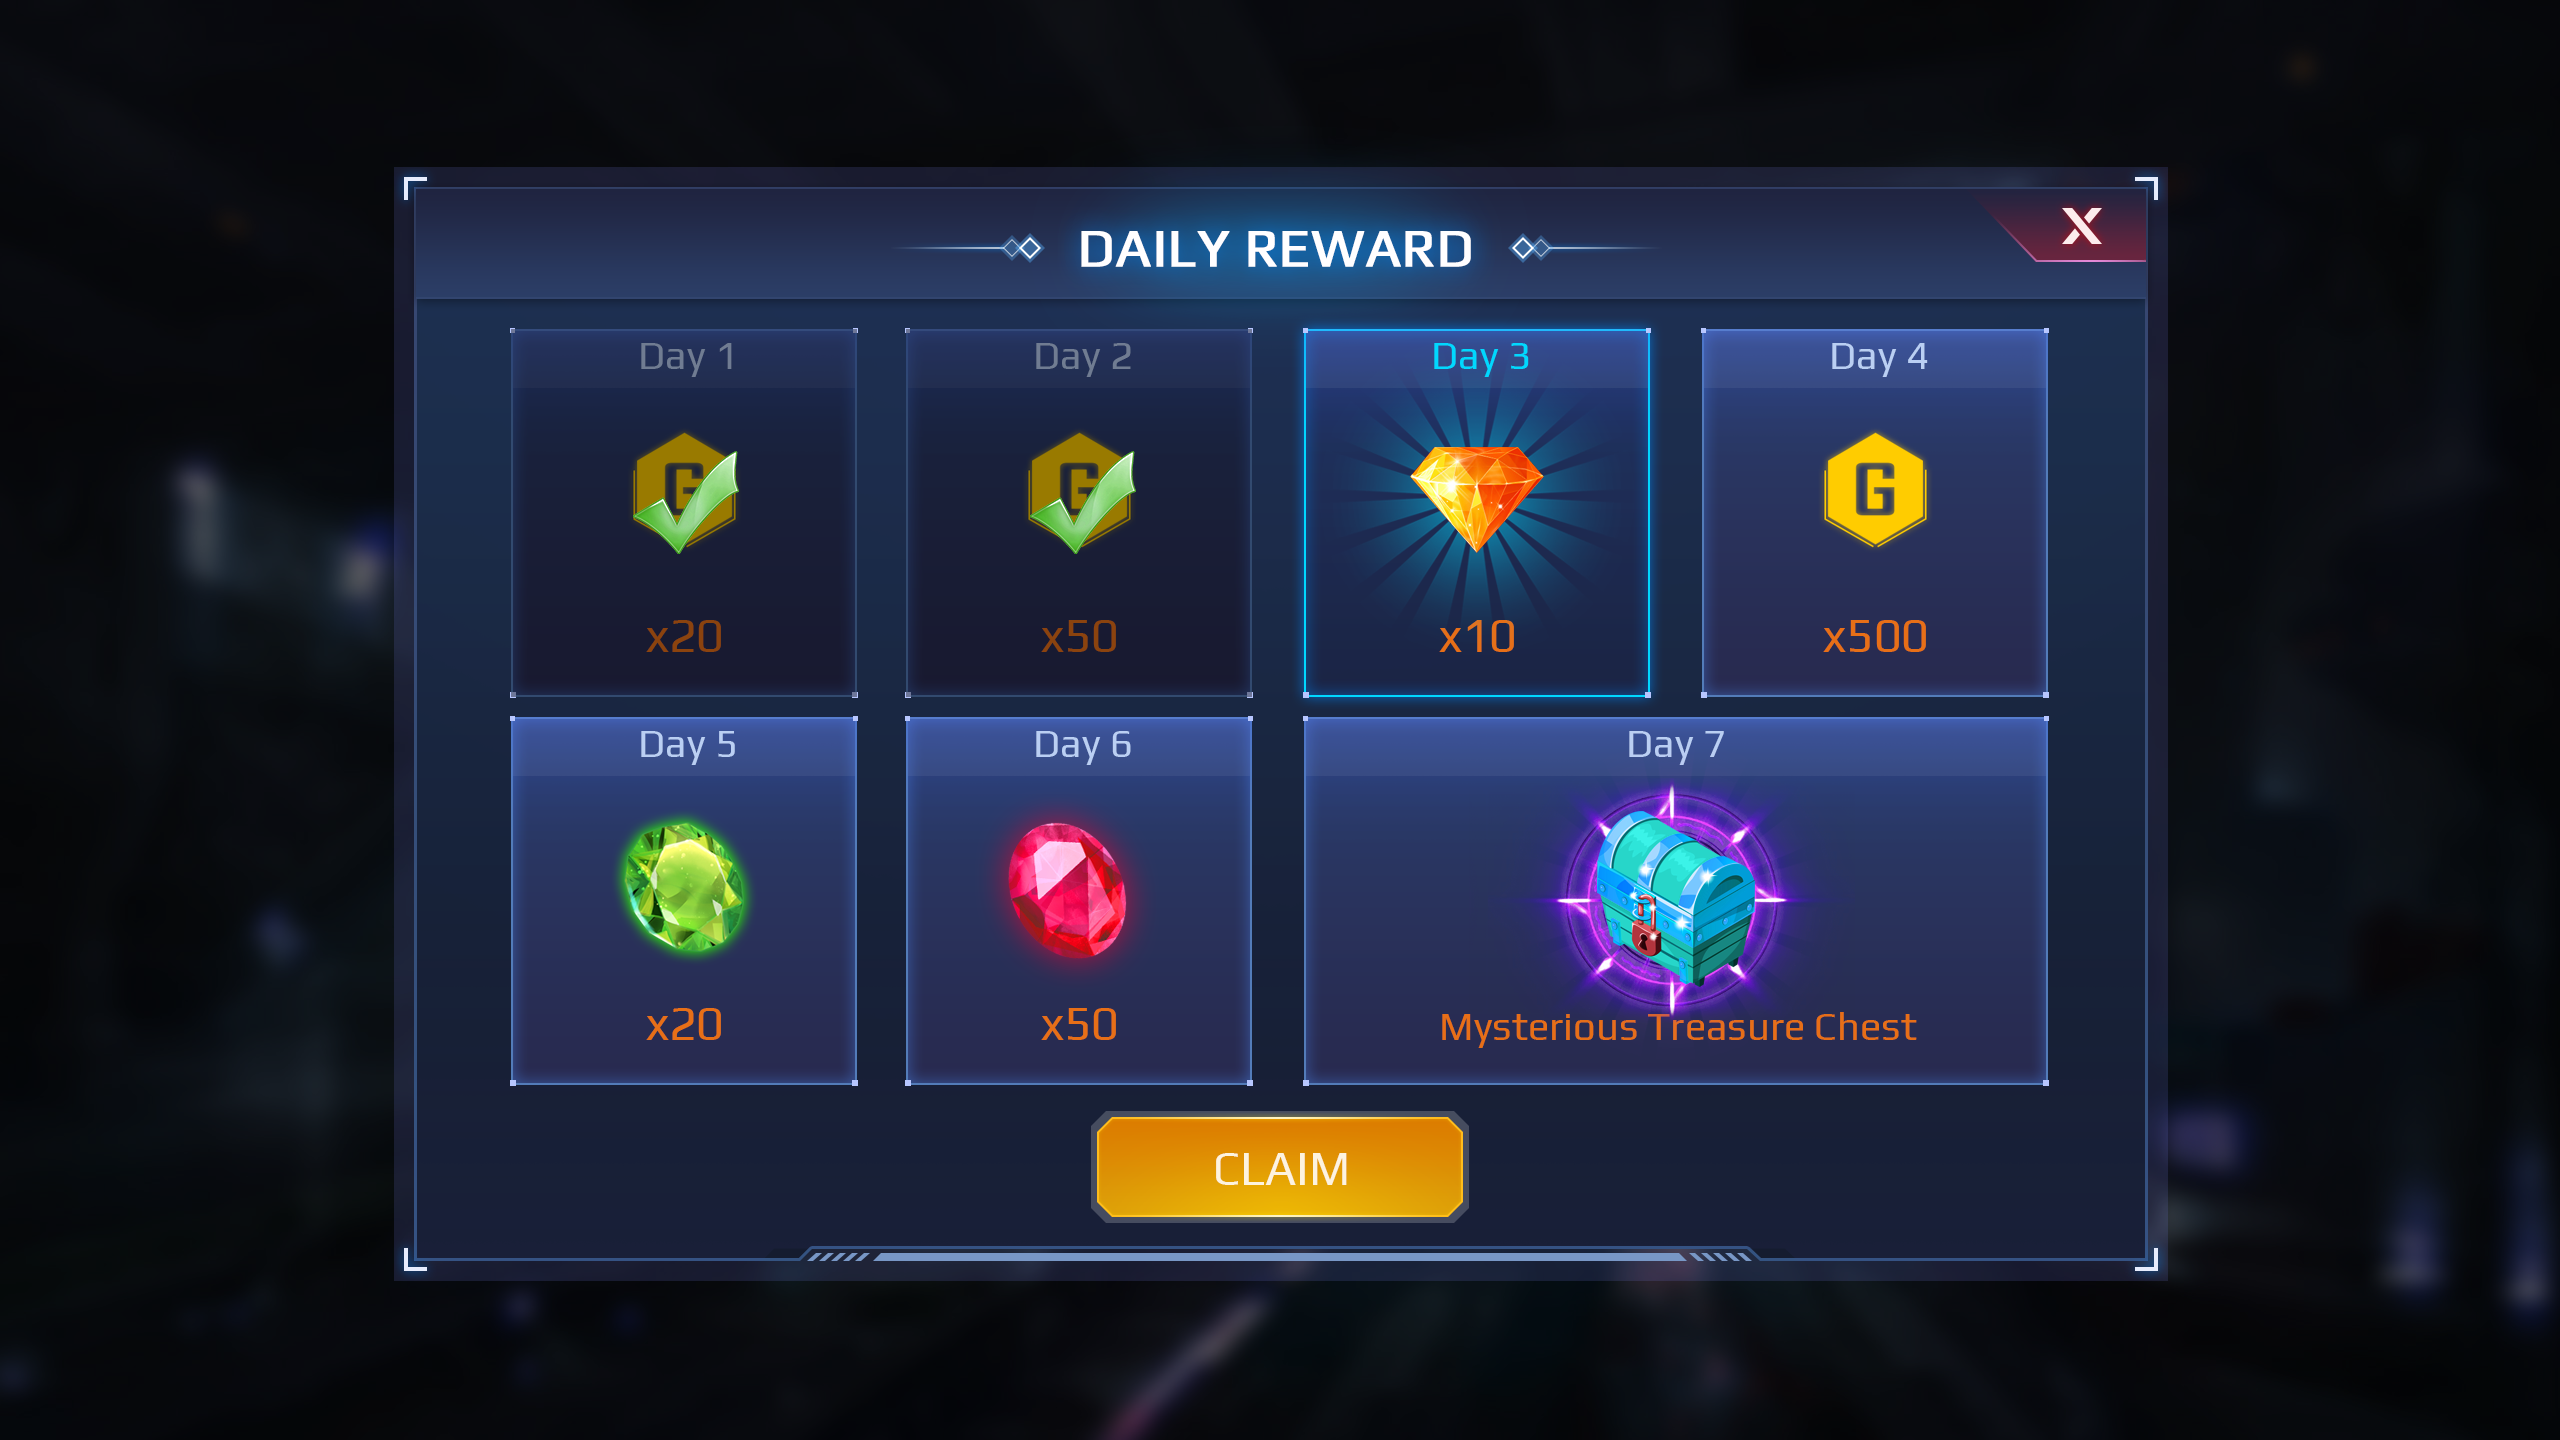 DAILY REWARD
X
Day 1
G
x20
Day 2
G
x50
Day 3
x10
Day 4
G
x500
Day 5
x20
Day 6
x50
Day 7
Mysterious Treasure Chest
CLAIM